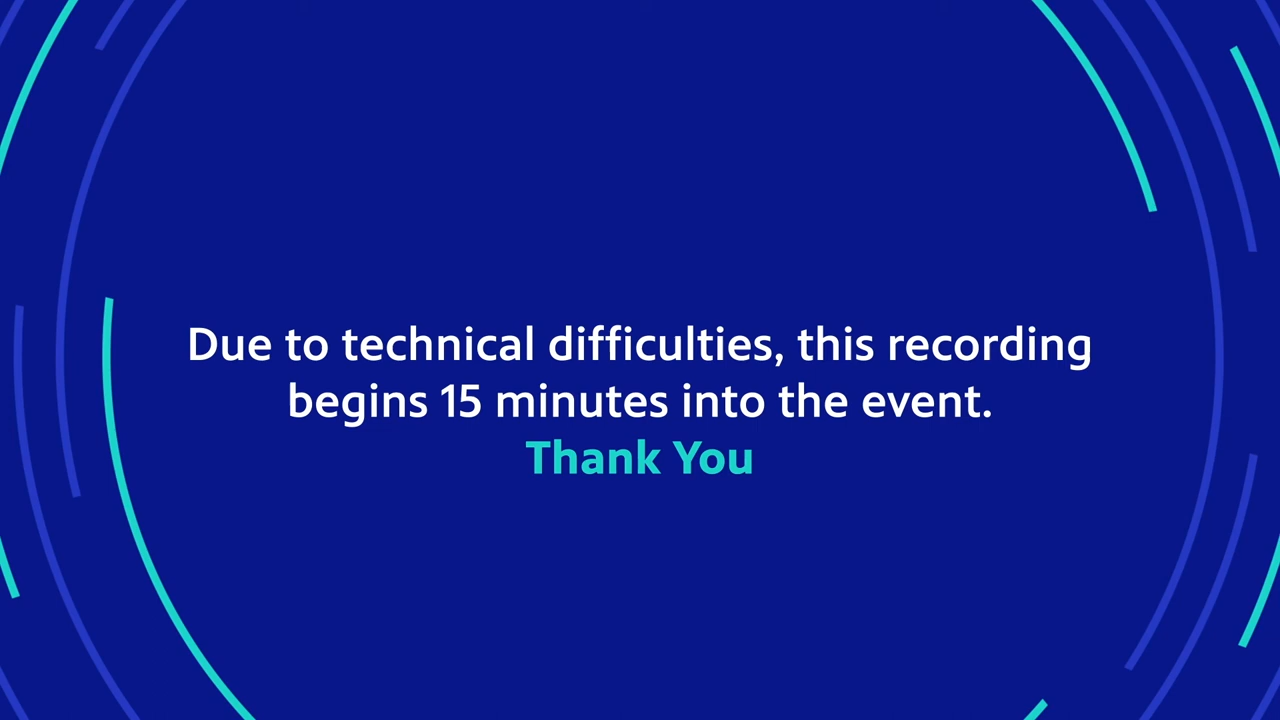 Due to technical difficulties, this recording
begins 15 minutes into the event.
Thank You